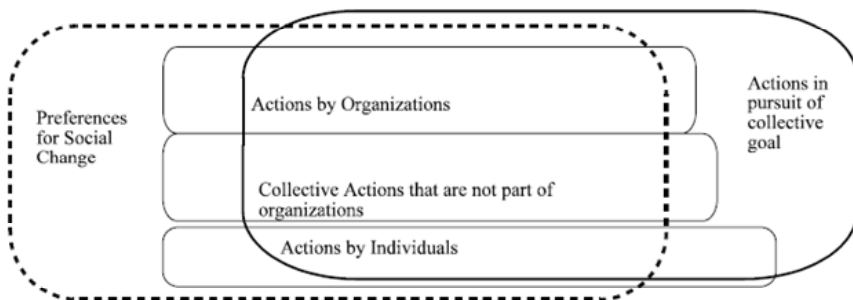 Preferences
for Social
Change
Actions by Organizations
Collective Actions that are not part of
organizations
Actions by Individuals
Actions in
pursuit of
collective
goal